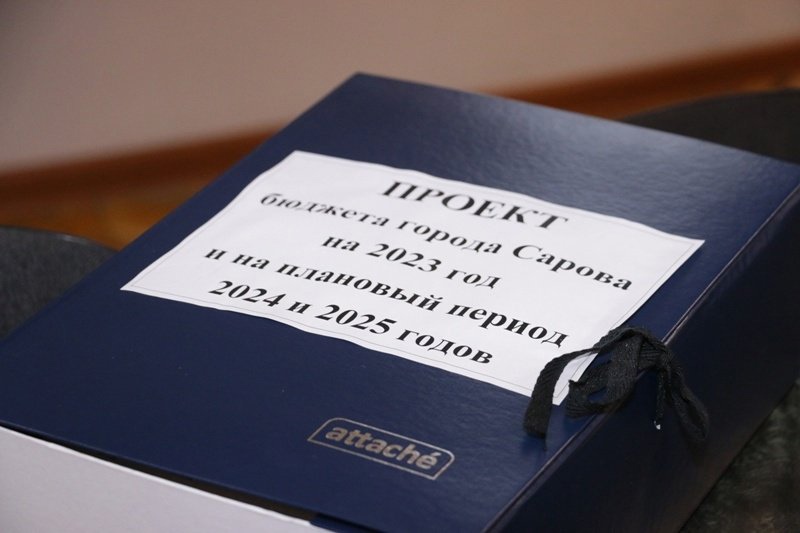 ПРОЕКТ
бюджета города Сарова
на 2023 год
и на плановый период
2024 и 2025 годов
attaché